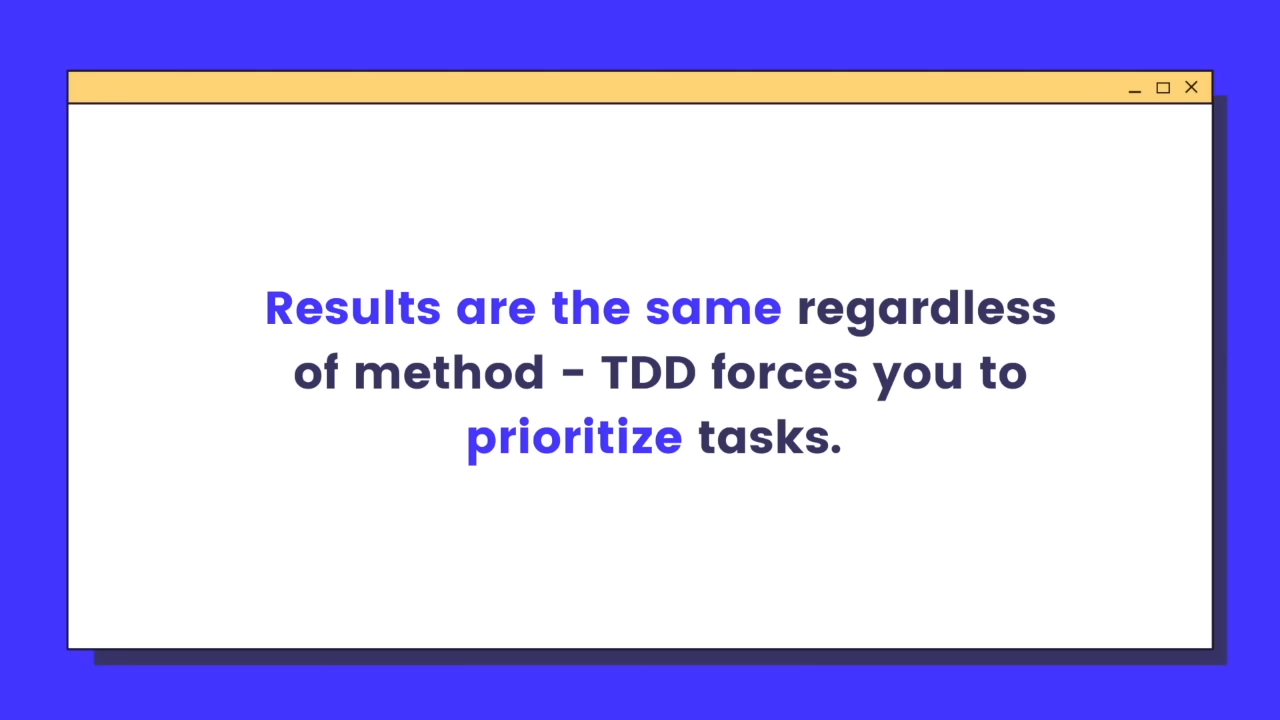 Results are the same regardless
of method - TDD forces you to
prioritize tasks.